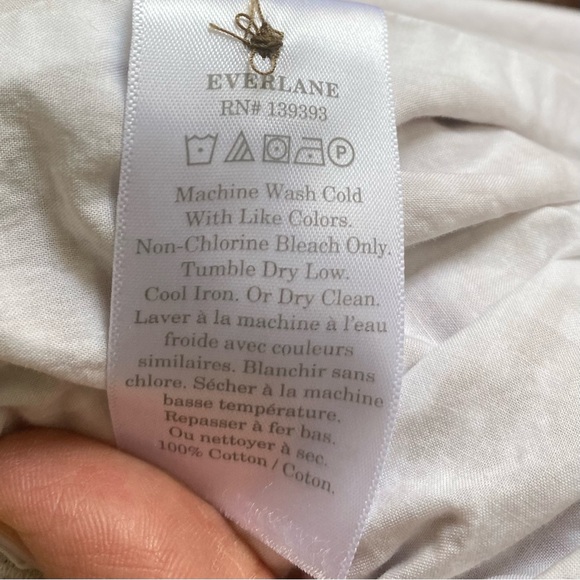 EVERLANE
RN# 139393
P
Machine Wash Cold
With Like Colors.
Non-Chlorine Bleach Only.
Tumble Dry Low.
Cool Iron. Or Dry Clean.
Laver à la machine à l'eau
froide avec couleurs
similaires. Blanchir sans
chlore. Sécher à la machine
basse température.
Repasser à fer bas.
Ou nettoyer à sec.
100% Cotton / Coton.